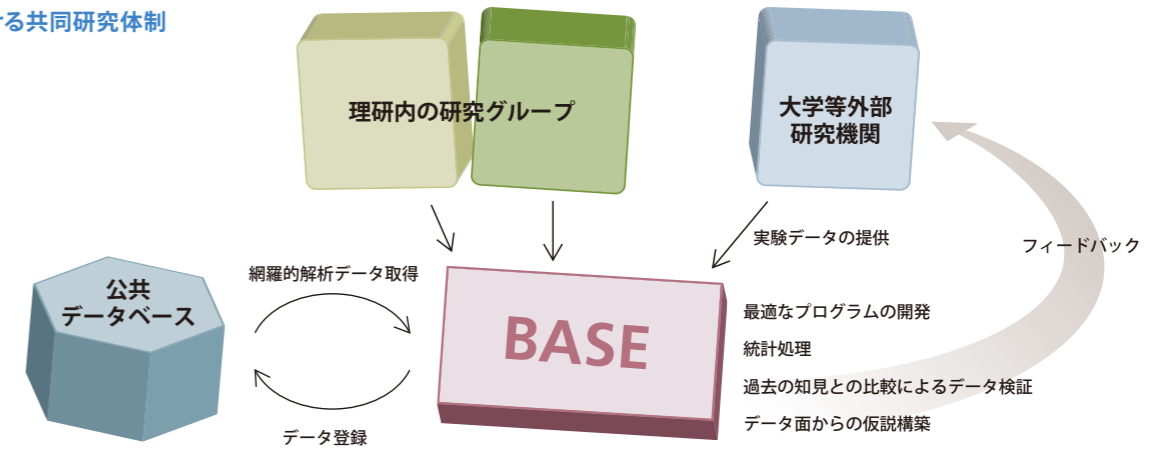 る共同研究体制
理研内の研究グループ
大学等外部
研究機関
実験データの提供
フィードバック
公共
データベース
網羅的解析データ取得
データ登録
BASE
最適なプログラムの開発
統計処理
過去の知見との比較によるデータ検証
データ面からの仮説構築